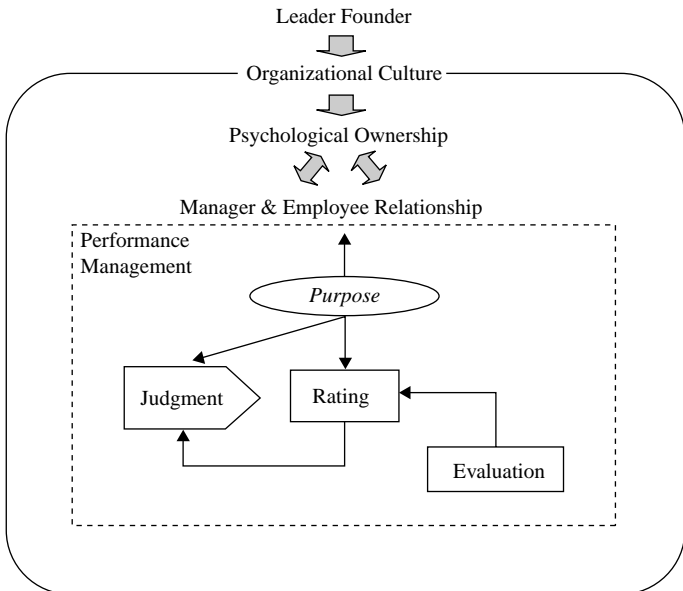 Leader Founder
Organizational Culture
Psychological Ownership
Manager & Employee Relationship
Performance
Management
Purpose
Judgment
Rating
Evaluation